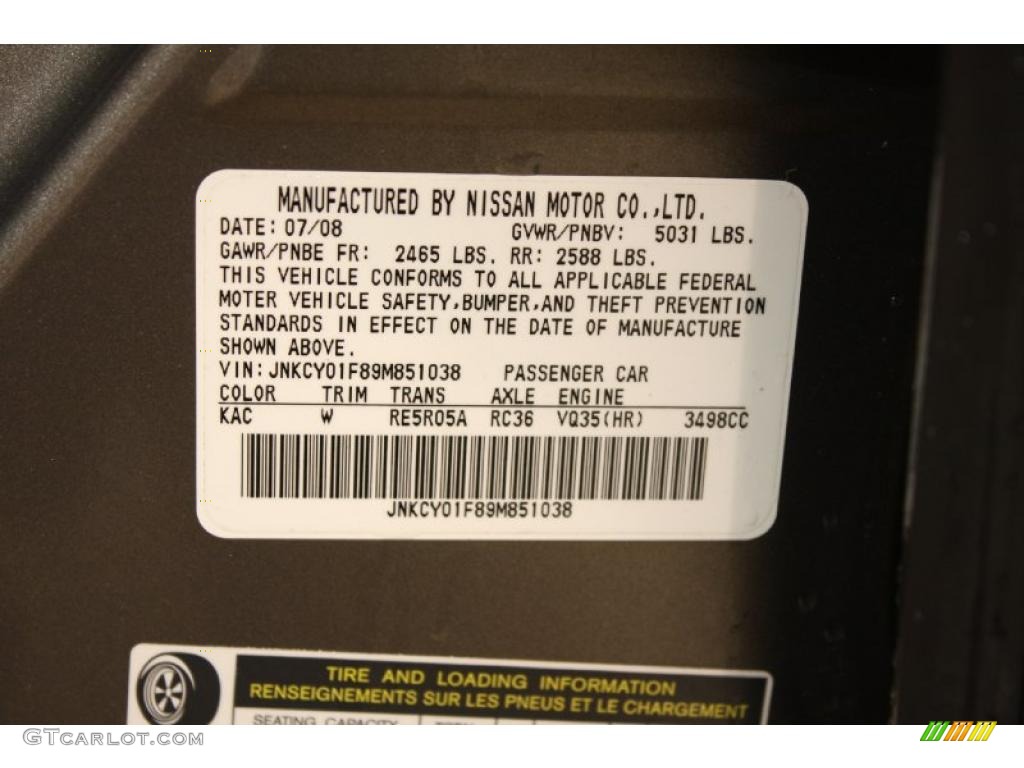 MANUFACTURED BY NISSAN MOTOR CO.,LTD.
DATE: 07/08 GVWR/PNBV: 5031 LBS.
GAWR/PNBE FR: 2465 LBS. RR: 2588 LBS.
THIS VEHICLE CONFORMS TO ALL APPLICABLE FEDERAL
MOTER VEHICLE SAFETY,BUMPER,AND THEFT PREVENTION
STANDARDS IN EFFECT ON THE DATE OF MANUFACTURE
SHOWN ABOVE.
VIN: JNKCY01F89M851038 PASSENGER CAR
COLOR TRIM TRANS AXLE ENGINE
KAC W RE5R05A RC36 VQ35(HR) 3498CC
JNKCY01F89M851038
TIRE AND LOADING INFORMATION
RENSEIGNEMENTS SUR LES PNEUS ET LE CHARGEMENT
SEATING CAPACITY
GTCARLOT.COM